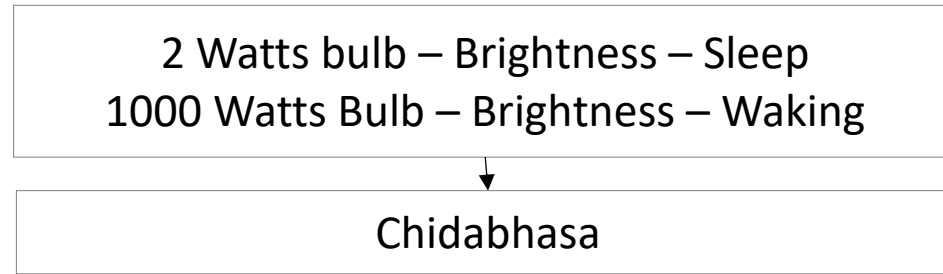 2 Watts bulb – Brightness – Sleep
1000 Watts Bulb – Brightness – Waking
Chidabhasa